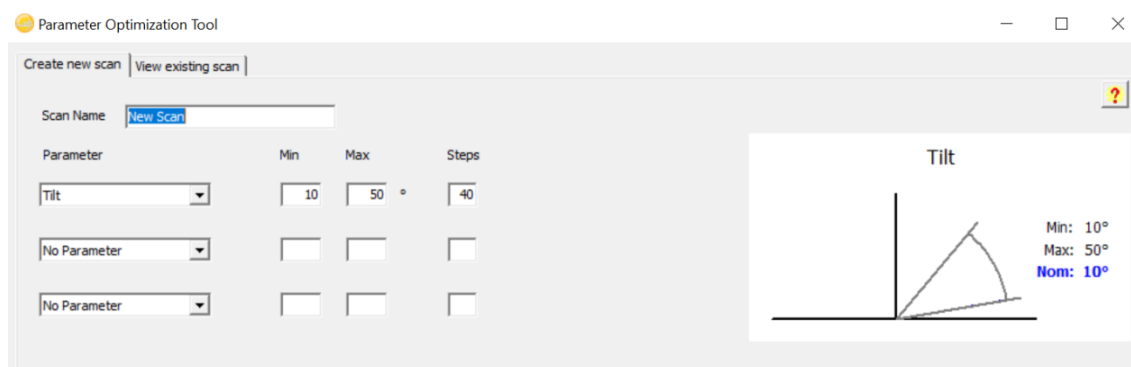 Parameter Optimization Tool
Create new scan View existing scan
?
Scan Name New Scan
Parameter Min Max Steps
Tilt 10 50 ° 40
No Parameter
No Parameter
Tilt
Min: 10°
Max: 50°
Nom: 10°